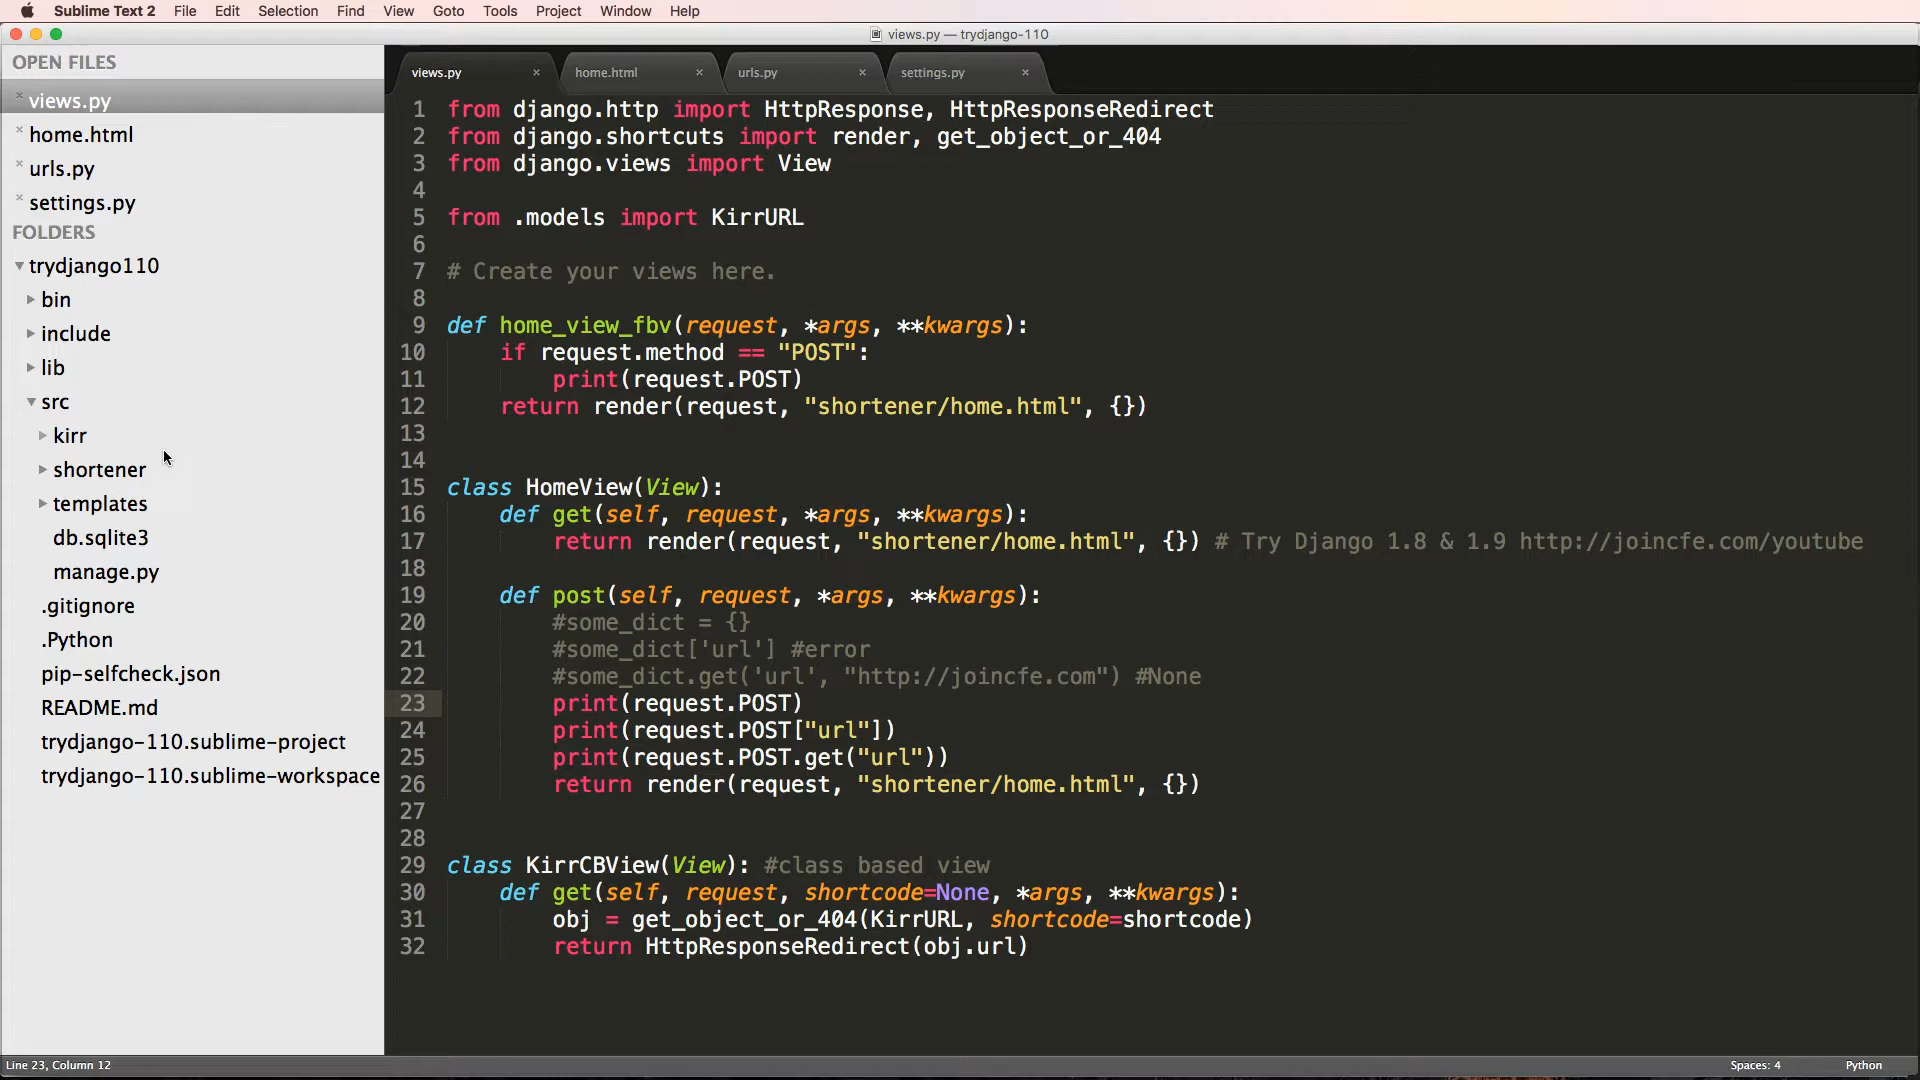 Sublime Text 2 File Edit Selection Find View Goto Tools Project Window Help
views.py — trydjango-110
OPEN FILES
views.py
home.html
urls.py
settings.py
FOLDERS
trydjango110
bin
include
lib
src
kirr
shortener
templates
db.sqlite3
manage.py
.gitignore
.Python
pip-selfcheck.json
README.md
trydjango-110.sublime-project
trydjango-110.sublime-workspace
views.py × home.html × urls.py × settings.py ×
1 from django.http import HttpResponse, HttpResponseRedirect
2 from django.shortcuts import render, get_object_or_404
3 from django.views import View
4
5 from .models import KirrURL
6
7 # Create your views here.
8
9 def home_view_fbv(request, *args, **kwargs):
10     if request.method == "POST":
11         print(request.POST)
12     return render(request, "shortener/home.html", {})
13
14
15 class HomeView(View):
16     def get(self, request, *args, **kwargs):
17         return render(request, "shortener/home.html", {}) # Try Django 1.8 & 1.9 http://joincfe.com/youtube
18
19     def post(self, request, *args, **kwargs):
20         #some_dict = {}
21         #some_dict['url'] #error
22         #some_dict.get('url', "http://joincfe.com") #None
23         print(request.POST)
24         print(request.POST["url"])
25         print(request.POST.get("url"))
26         return render(request, "shortener/home.html", {})
27
28
29 class KirrCBView(View): #class based view
30     def get(self, request, shortcode=None, *args, **kwargs):
31         obj = get_object_or_404(KirrURL, shortcode=shortcode)
32         return HttpResponseRedirect(obj.url)
Line 23, Column 12
Spaces: 4 Python